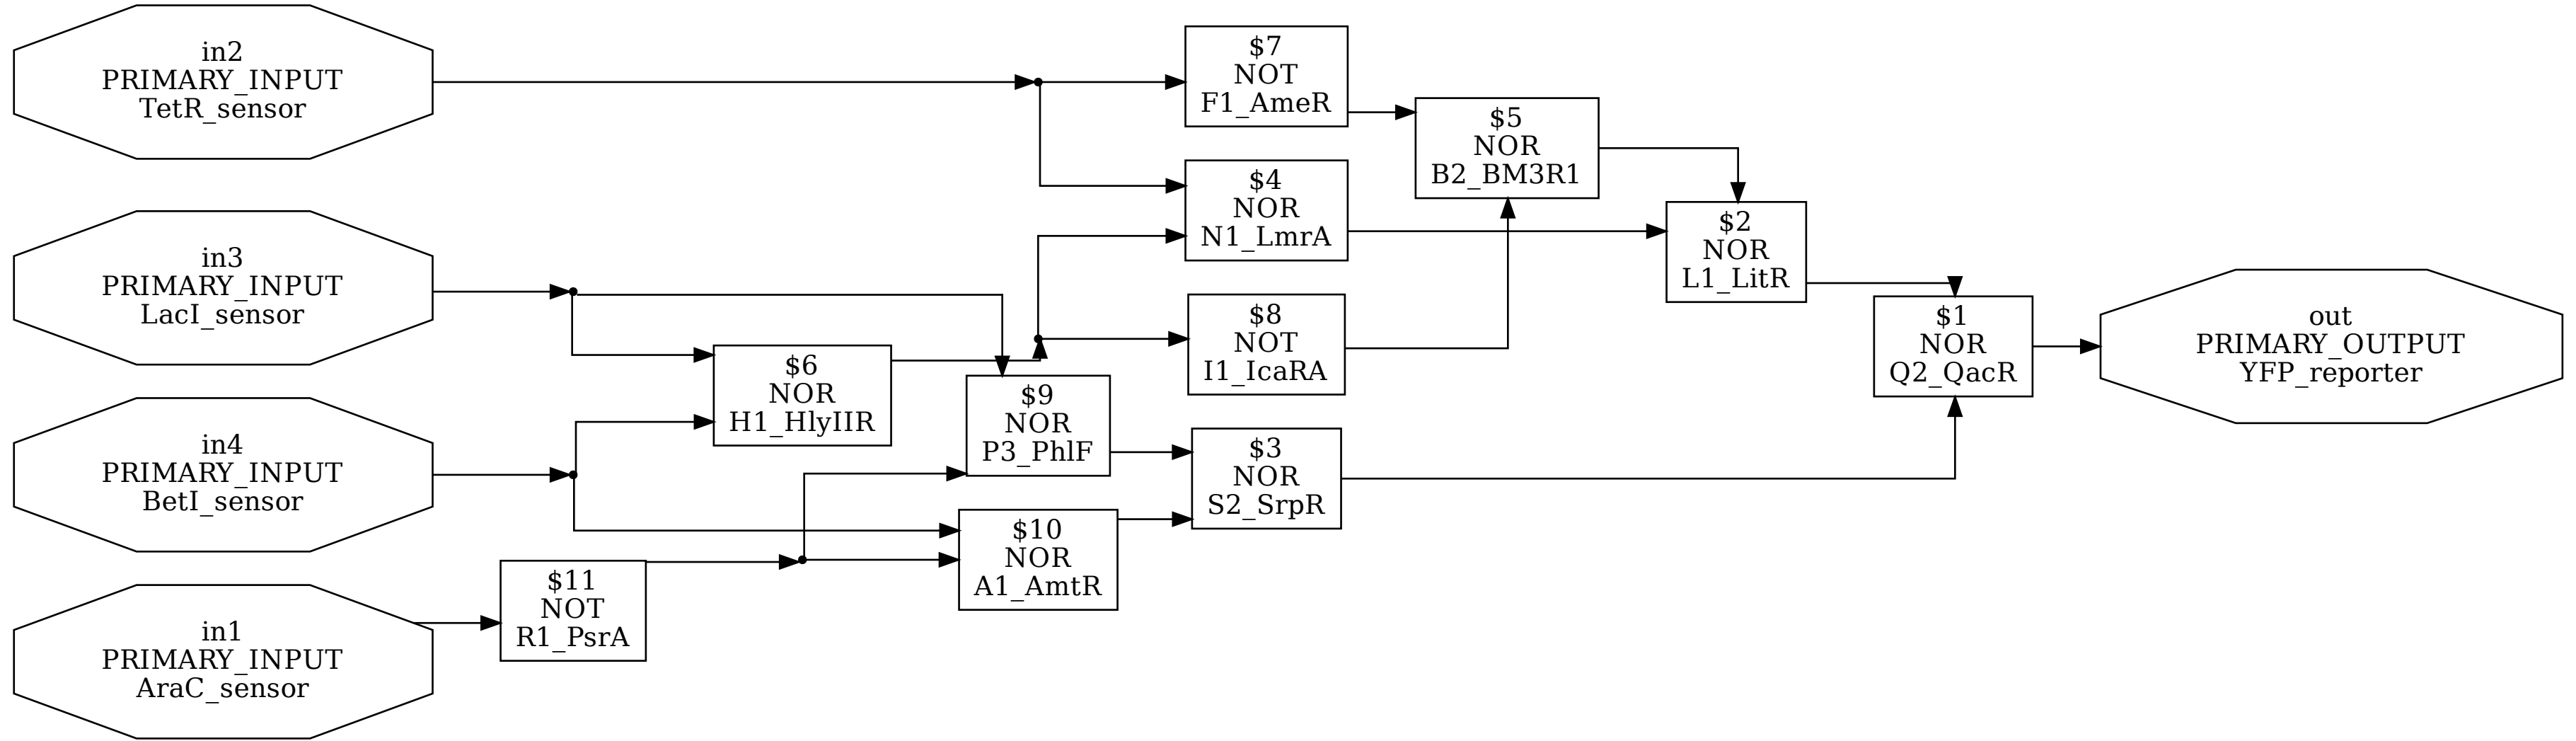 in2
PRIMARY_INPUT
TetR_sensor
in3
PRIMARY_INPUT
LacI_sensor
in4
PRIMARY_INPUT
BetI_sensor
in1
PRIMARY_INPUT
AraC_sensor
$11
NOT
R1_PsrA
$6
NOR
H1_HlyIIR
$9
NOR
P3_PhlF
$10
NOR
A1_AmtR
$7
NOT
F1_AmeR
$4
NOR
N1_LmrA
$8
NOT
I1_IcaRA
$3
NOR
S2_SrpR
$5
NOR
B2_BM3R1
$2
NOR
L1_LitR
$1
NOR
Q2_QacR
out
PRIMARY_OUTPUT
YFP_reporter